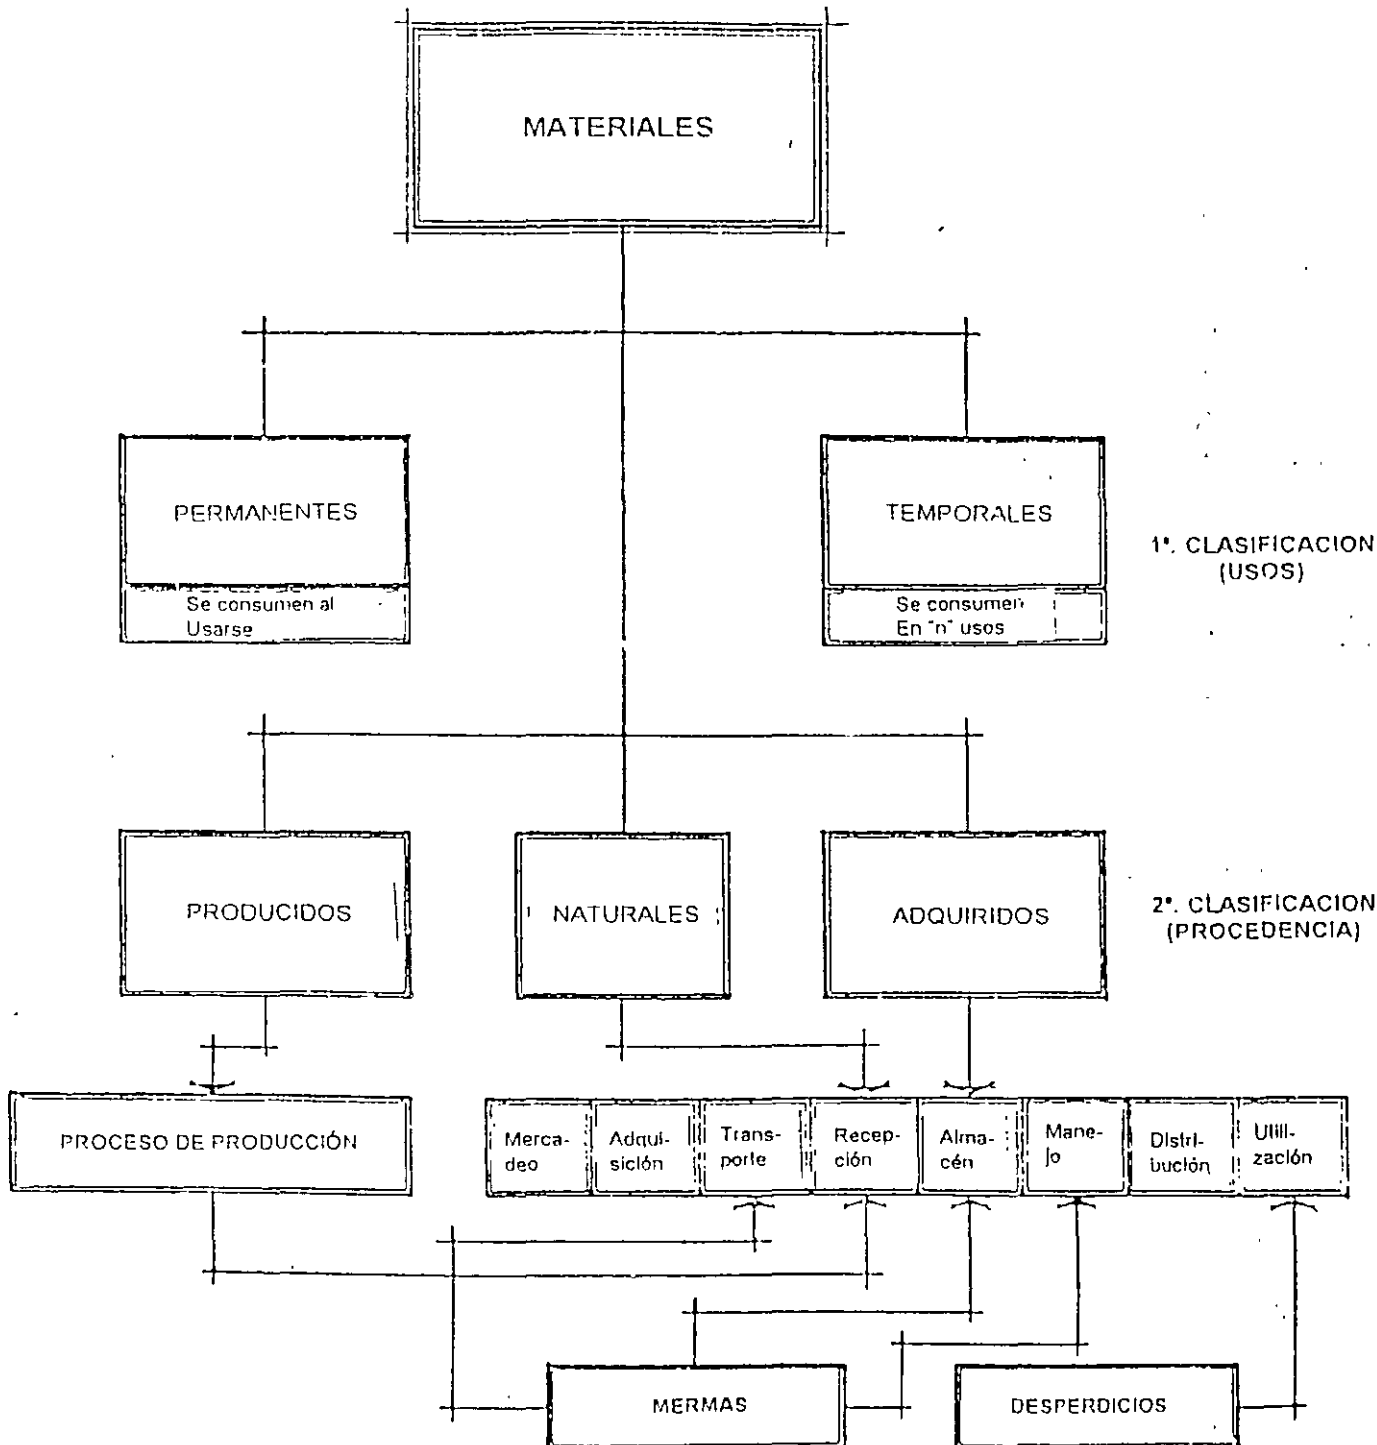 MATERIALES
PERMANENTES
Se consumen al
Usarse
TEMPORALES
Se consumen
En "n" usos
1ª. CLASIFICACION
(USOS)
PRODUCIDOS
NATURALES
ADQUIRIDOS
2ª. CLASIFICACION
(PROCEDENCIA)
PROCESO DE PRODUCCIÓN
Merca-
deo
Adqui-
sición
Trans-
porte
Recep-
ción
Alma-
cén
Mane-
jo
Distri-
bución
Utili-
zación
MERMAS
DESPERDICIOS